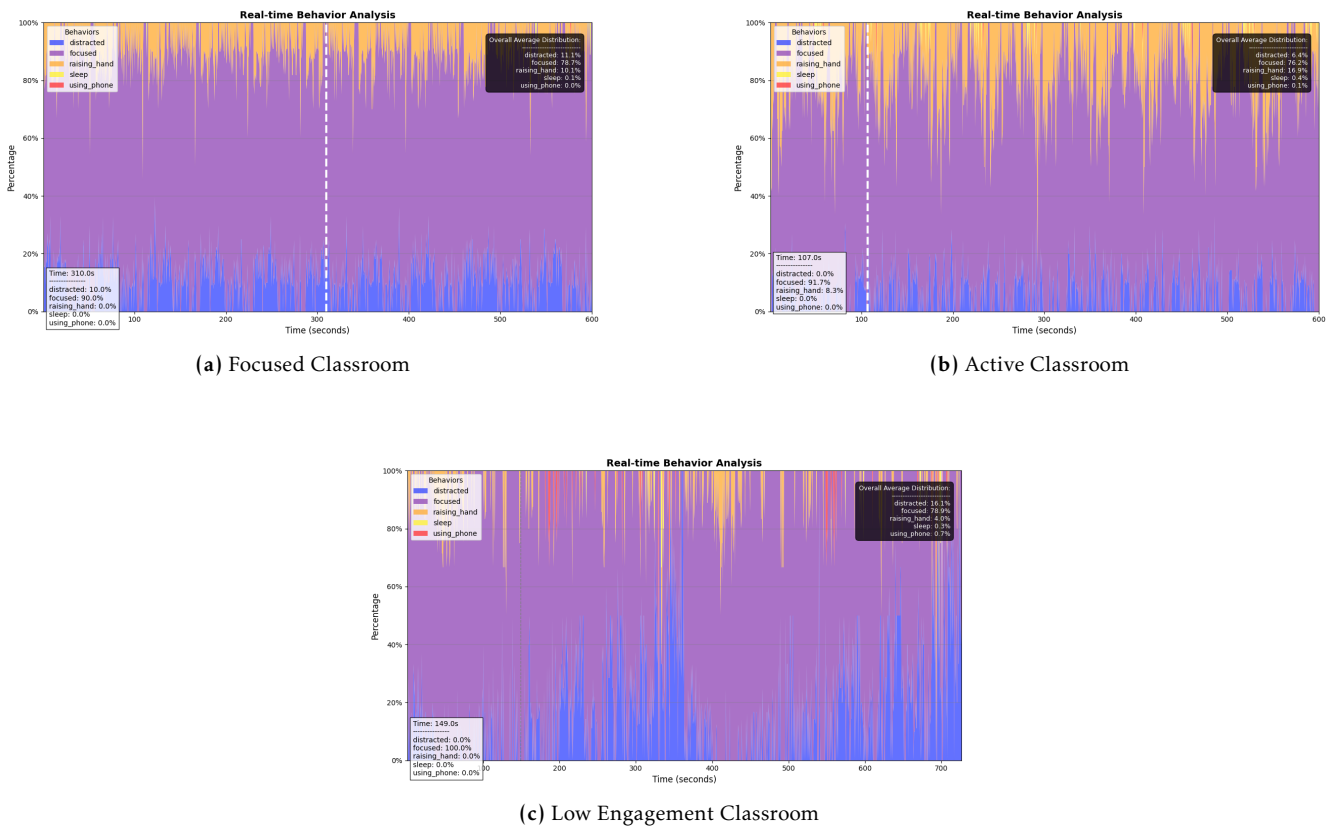 Real-time Behavior Analysis
100%
80%
60%
40%
20%
0%
Percentage
Behaviors
distracted
focused
raising_hand
sleep
using_phone
Overall Average Distribution:
------------------------
distracted: 11.1%
focused: 78.7%
raising_hand: 10.1%
sleep: 0.1%
using_phone: 0.0%
Time: 310.0s
---------------
distracted: 10.0%
focused: 90.0%
raising_hand: 0.0%
sleep: 0.0%
using_phone: 0.0%
100 200 300 400 500 600
Time (seconds)
(a) Focused Classroom
Real-time Behavior Analysis
100%
80%
60%
40%
20%
0%
Percentage
Behaviors
distracted
focused
raising_hand
sleep
using_phone
Overall Average Distribution:
------------------------
distracted: 6.4%
focused: 76.2%
raising_hand: 16.9%
sleep: 0.4%
using_phone: 0.1%
Time: 107.0s
---------------
distracted: 0.0%
focused: 91.7%
raising_hand: 8.3%
sleep: 0.0%
using_phone: 0.0%
100 200 300 400 500 600
Time (seconds)
(b) Active Classroom
Real-time Behavior Analysis
100%
80%
60%
40%
20%
0%
Percentage
Behaviors
distracted
focused
raising_hand
sleep
using_phone
Overall Average Distribution:
------------------------
distracted: 16.1%
focused: 78.9%
raising_hand: 4.0%
sleep: 0.3%
using_phone: 0.7%
Time: 149.0s
---------------
distracted: 0.0%
focused: 100.0%
raising_hand: 0.0%
sleep: 0.0%
using_phone: 0.0%
200 300 400 500 600 700
Time (seconds)
(c) Low Engagement Classroom